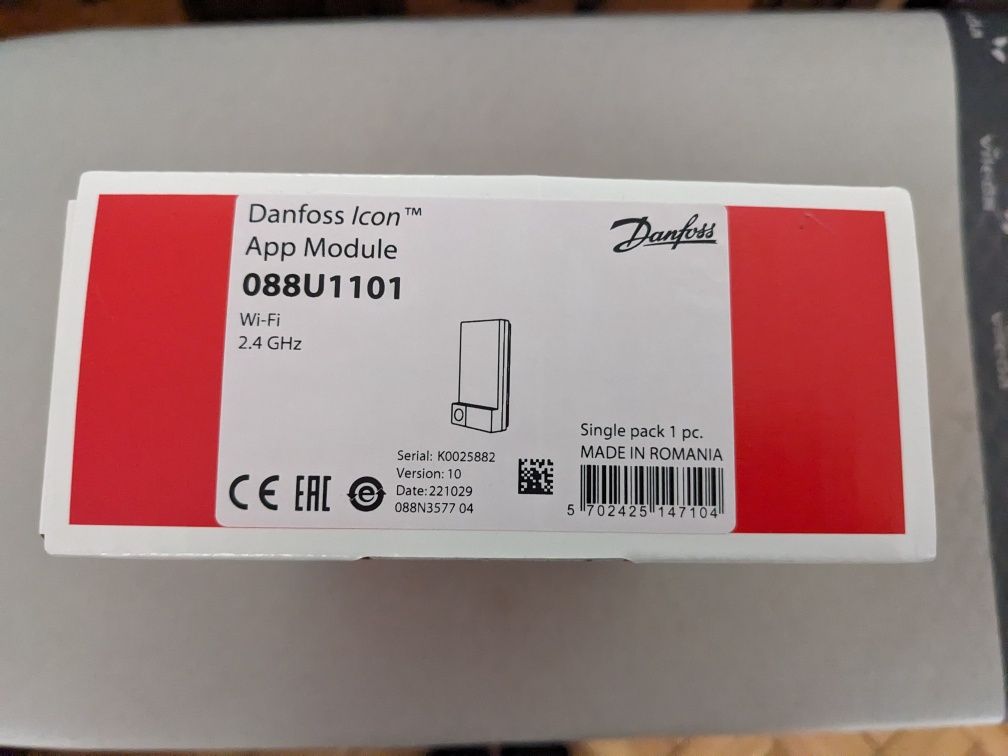 Danfoss Icon™
App Module
088U1101
Wi-Fi
2.4 GHz
Danfoss
Single pack 1 pc.
MADE IN ROMANIA
Serial: K0025882
Version: 10
Date: 221029
088N3577 04
CE EAC e
5 702425 147104